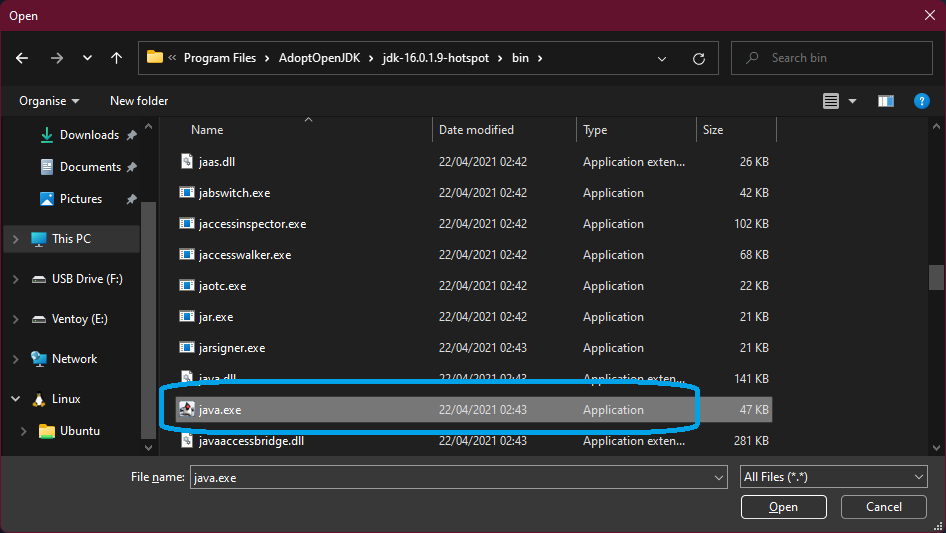 Open
Program Files AdoptOpenJDK jdk-16.0.1.9-hotspot bin
Search bin
Organise New folder
Downloads
Documents
Pictures
This PC
USB Drive (F:)
Ventoy (E:)
Network
Linux
Ubuntu
Name Date modified Type Size
jaas.dll 22/04/2021 02:42 Application exten... 26 KB
jabswitch.exe 22/04/2021 02:42 Application 42 KB
jaccessinspector.exe 22/04/2021 02:42 Application 102 KB
jaccesswalker.exe 22/04/2021 02:42 Application 68 KB
jaotc.exe 22/04/2021 02:42 Application 22 KB
jar.exe 22/04/2021 02:42 Application 21 KB
jarsigner.exe 22/04/2021 02:43 Application 21 KB
java.dll 22/04/2021 02:43 Application exten... 141 KB
java.exe 22/04/2021 02:43 Application 47 KB
javaaccessbridge.dll 22/04/2021 02:43 Application exten... 281 KB
File name: java.exe All Files (*.*)
Open Cancel